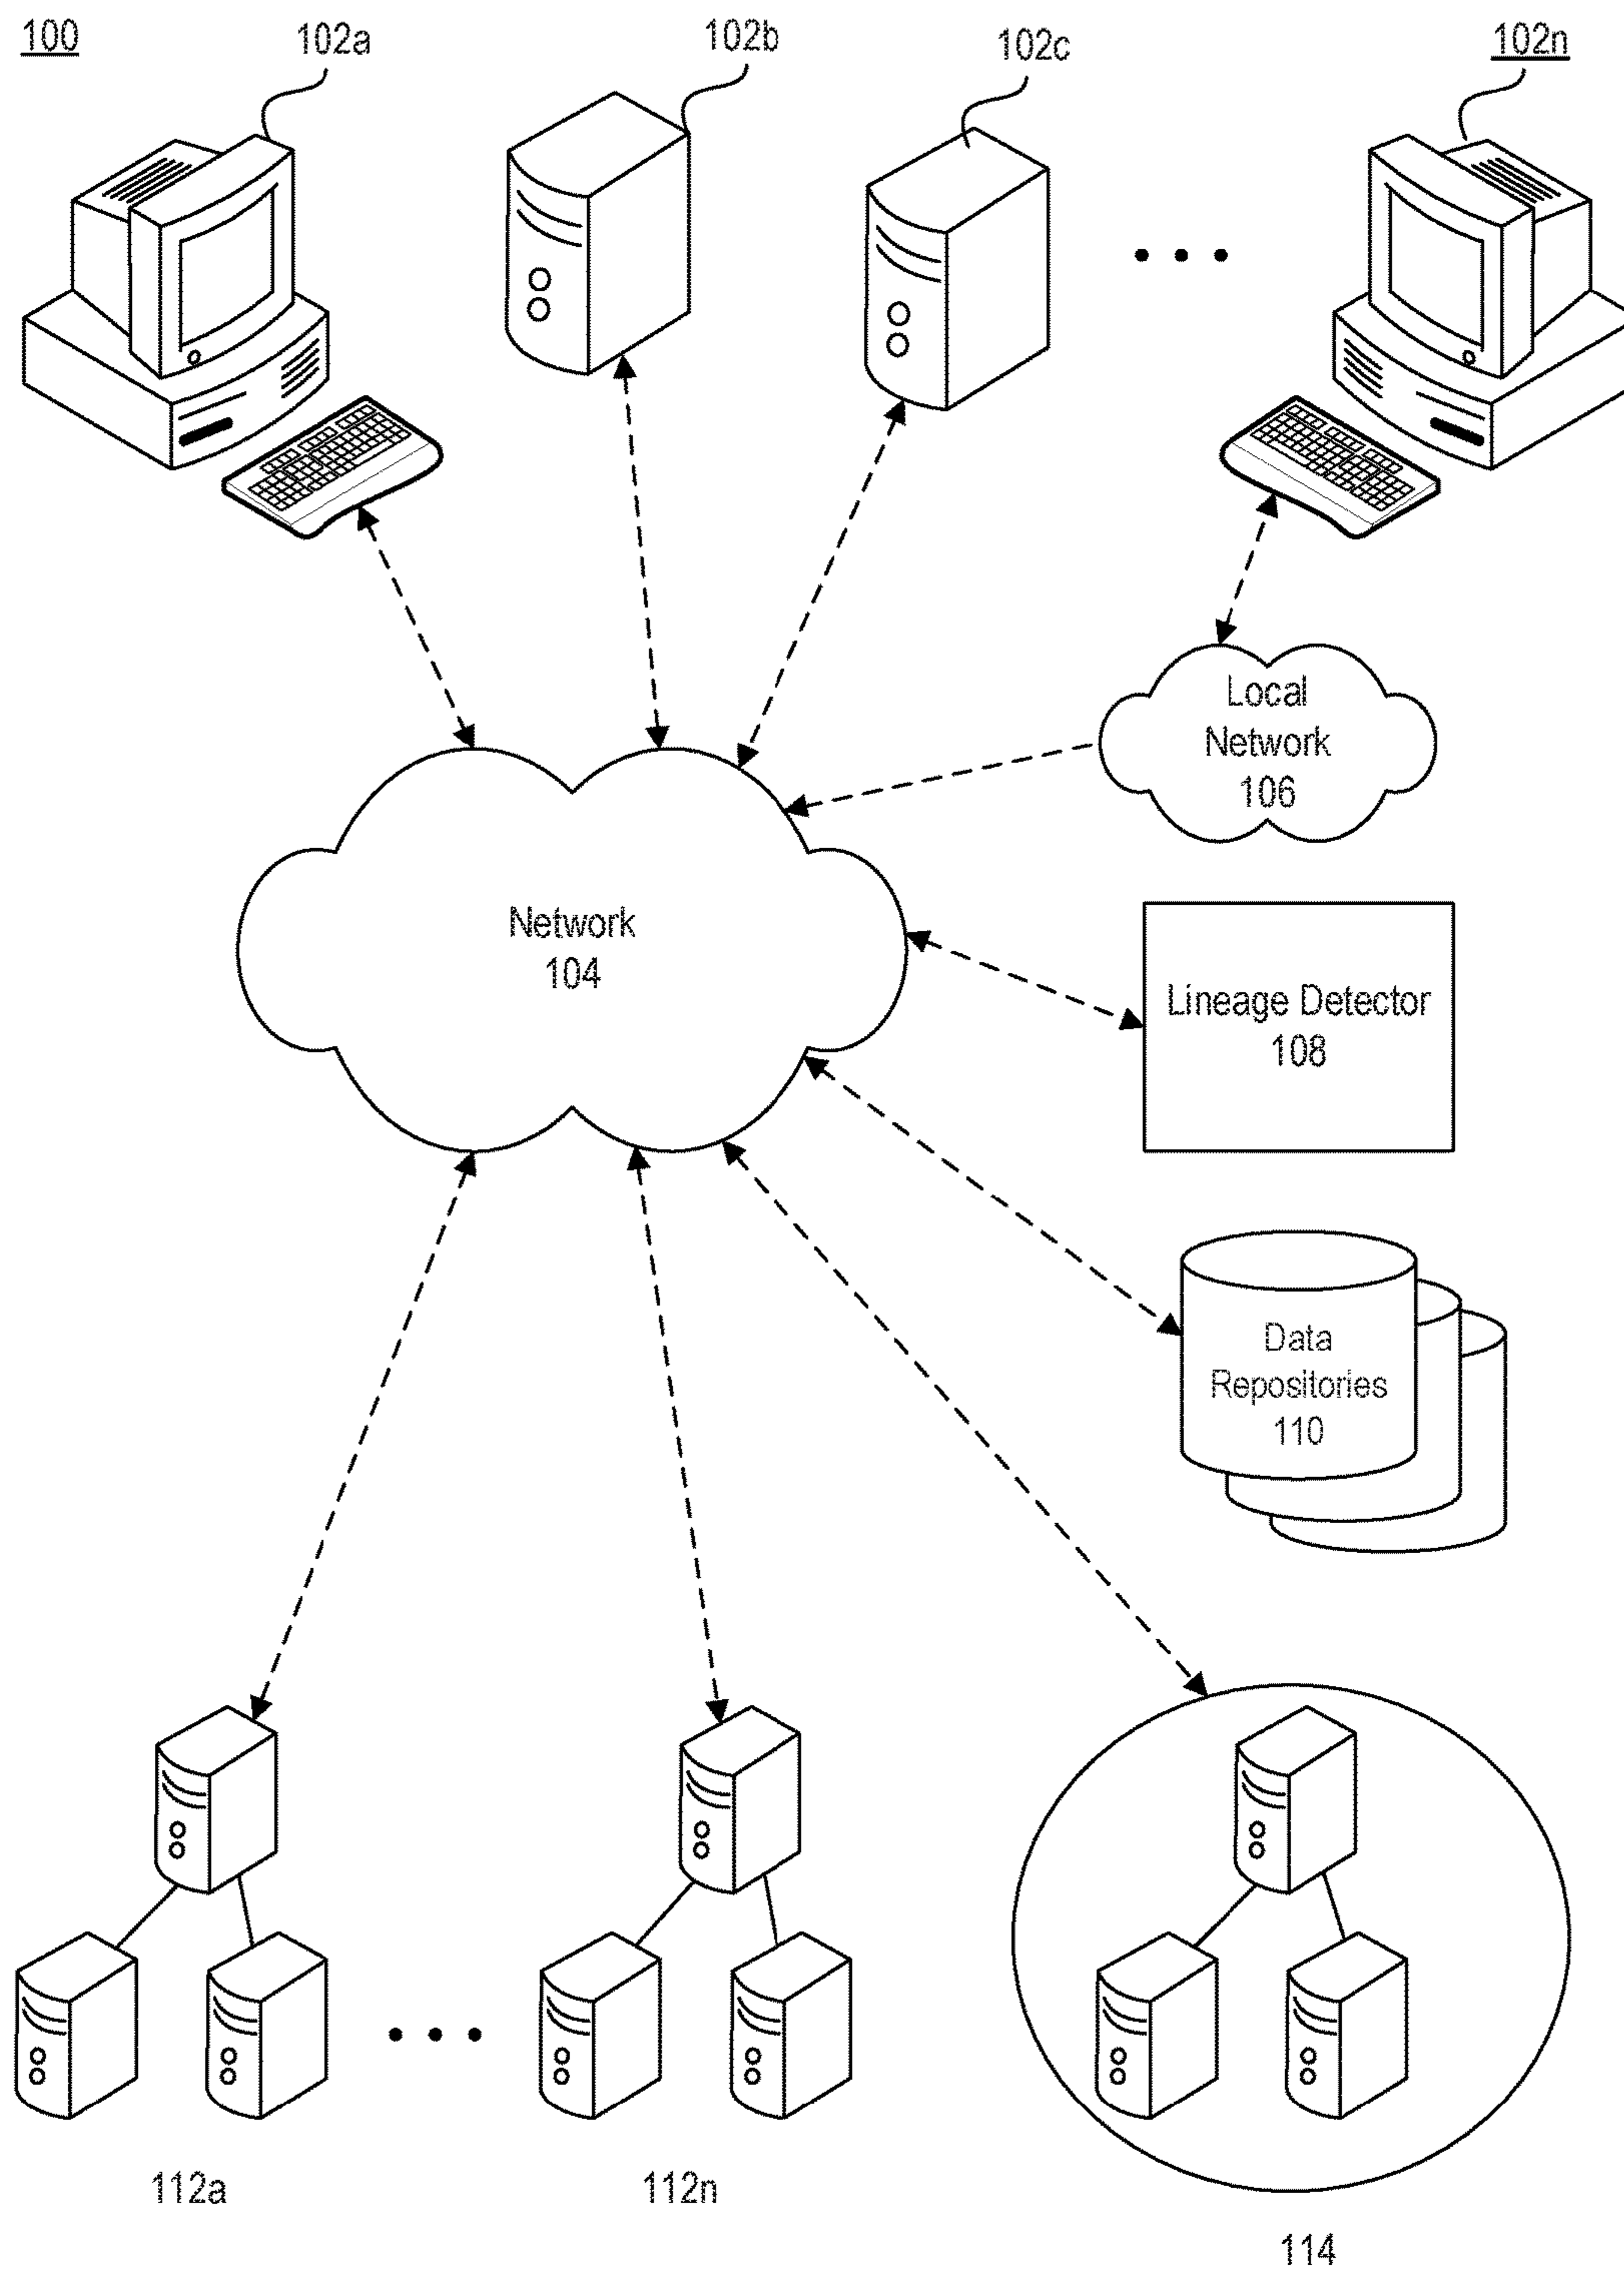 100
102a
102b
102c
102n
Local
Network
106
Network
104
Lineage Detector
108
Data
Repositories
110
112a
112n
114